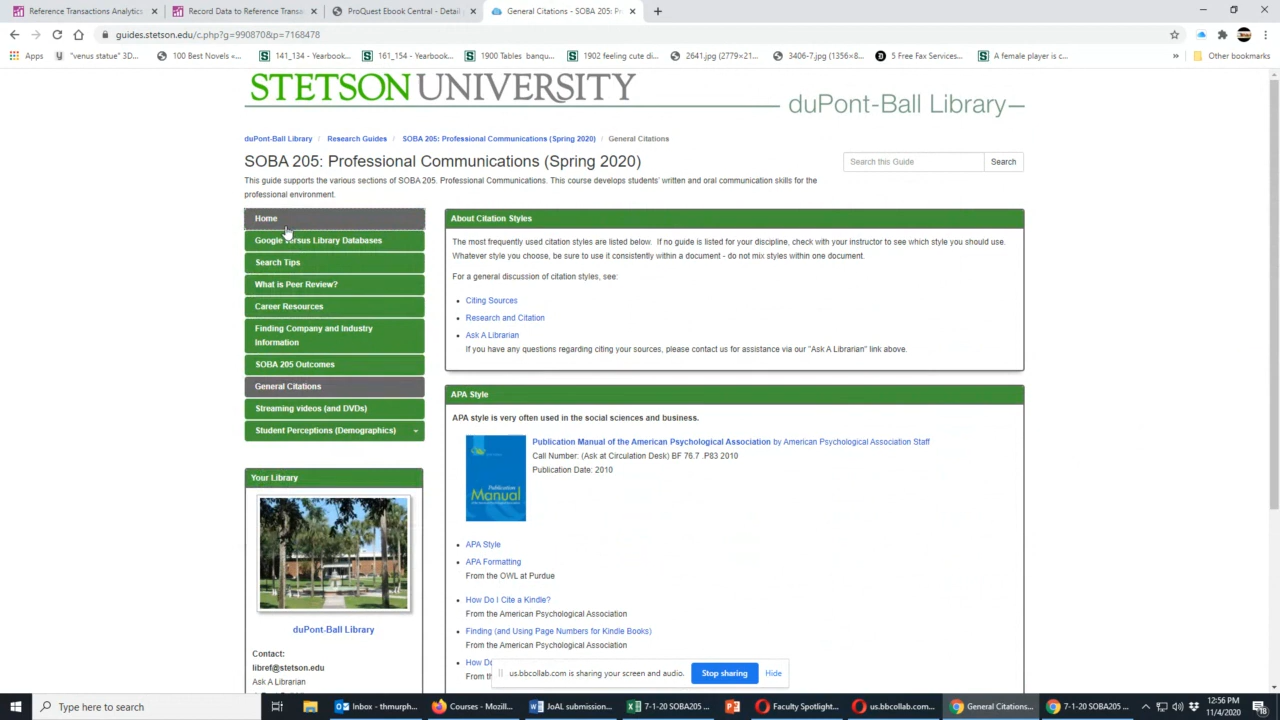 Reference Transactions Analytics
Record Data to Reference Trans
ProQuest Ebook Central - Detail
General Citations - SOBA 205: Pr
guides.stetson.edu/c.php?g=990870&p=7168478
Apps
"venus statue" 3D...
100 Best Novels «...
141_134 - Yearbook...
161_154 - Yearbook...
1900 Tables banqu...
1902 feeling cute di...
2641.jpg (2779×21...
3406-7.jpg (1356×8...
5 Free Fax Services...
A female player is c...
Other bookmarks
STETSON UNIVERSITY
duPont-Ball Library
duPont-Ball Library / Research Guides / SOBA 205: Professional Communications (Spring 2020) / General Citations
SOBA 205: Professional Communications (Spring 2020)
Search this Guide
Search
This guide supports the various sections of SOBA 205. Professional Communications. This course develops students' written and oral communication skills for the
professional environment.
Home
Google Versus Library Databases
Search Tips
What is Peer Review?
Career Resources
Finding Company and Industry
Information
SOBA 205 Outcomes
General Citations
Streaming videos (and DVDs)
Student Perceptions (Demographics)
Your Library
duPont-Ball Library
Contact:
libref@stetson.edu
Ask A Librarian
About Citation Styles
The most frequently used citation styles are listed below. If no guide is listed for your discipline, check with your instructor to see which style you should use.
Whatever style you choose, be sure to use it consistently within a document - do not mix styles within one document.
For a general discussion of citation styles, see:
Citing Sources
Research and Citation
Ask A Librarian
If you have any questions regarding citing your sources, please contact us for assistance via our "Ask A Librarian" link above.
APA Style
APA style is very often used in the social sciences and business.
Publication
Manual
Publication Manual of the American Psychological Association by American Psychological Association Staff
Call Number: (Ask at Circulation Desk) BF 76.7 .P83 2010
Publication Date: 2010
APA Style
APA Formatting
From the OWL at Purdue
How Do I Cite a Kindle?
From the American Psychological Association
Finding (and Using Page Numbers for Kindle Books)
From the American Psychological Association
How Do
From th
us.bbcollab.com is sharing your screen and audio.
Stop sharing
Hide
Type here to search
Inbox - thmurph...
Courses - Mozill...
JoAL submission...
7-1-20 SOBA205 ...
Faculty Spotlight...
us.bbcollab.com...
General Citations...
7-1-20 SOBA205 ...
12:56 PM
11/4/2020
18